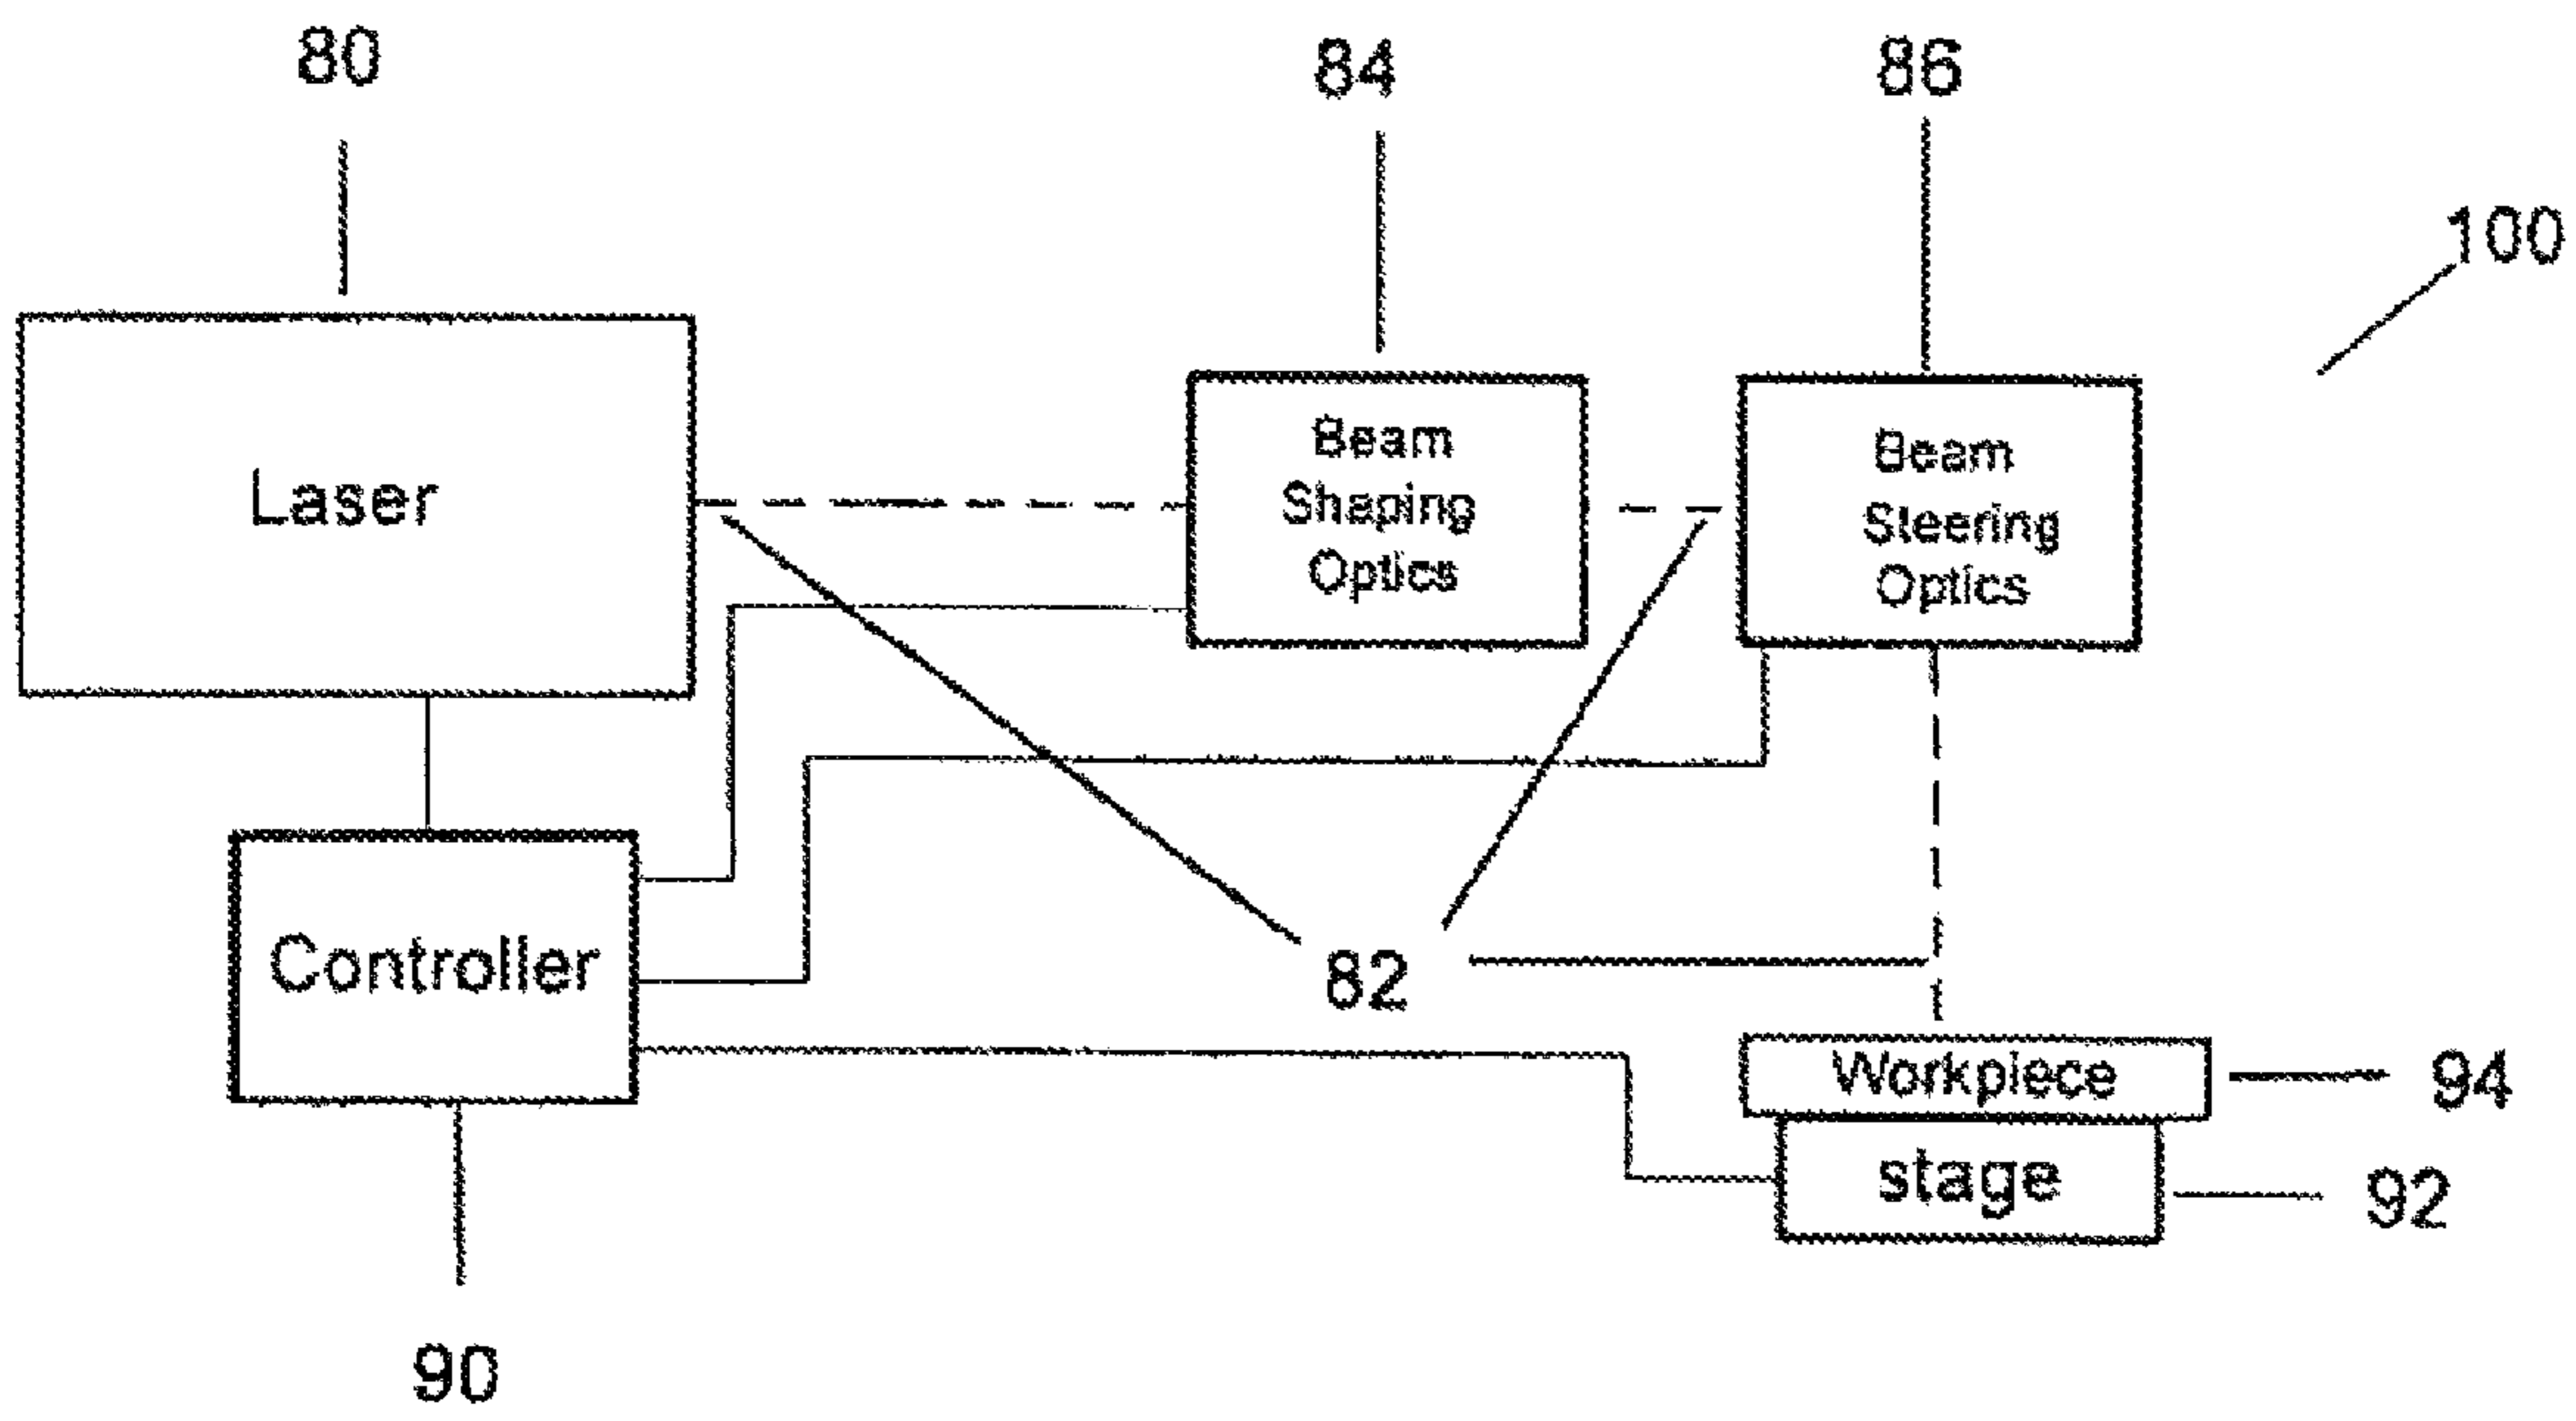 80
84
86
100
Laser
Beam
Shaping
Optics
Beam
Steering
Optics
Controller
82
Workpiece
94
stage
92
90